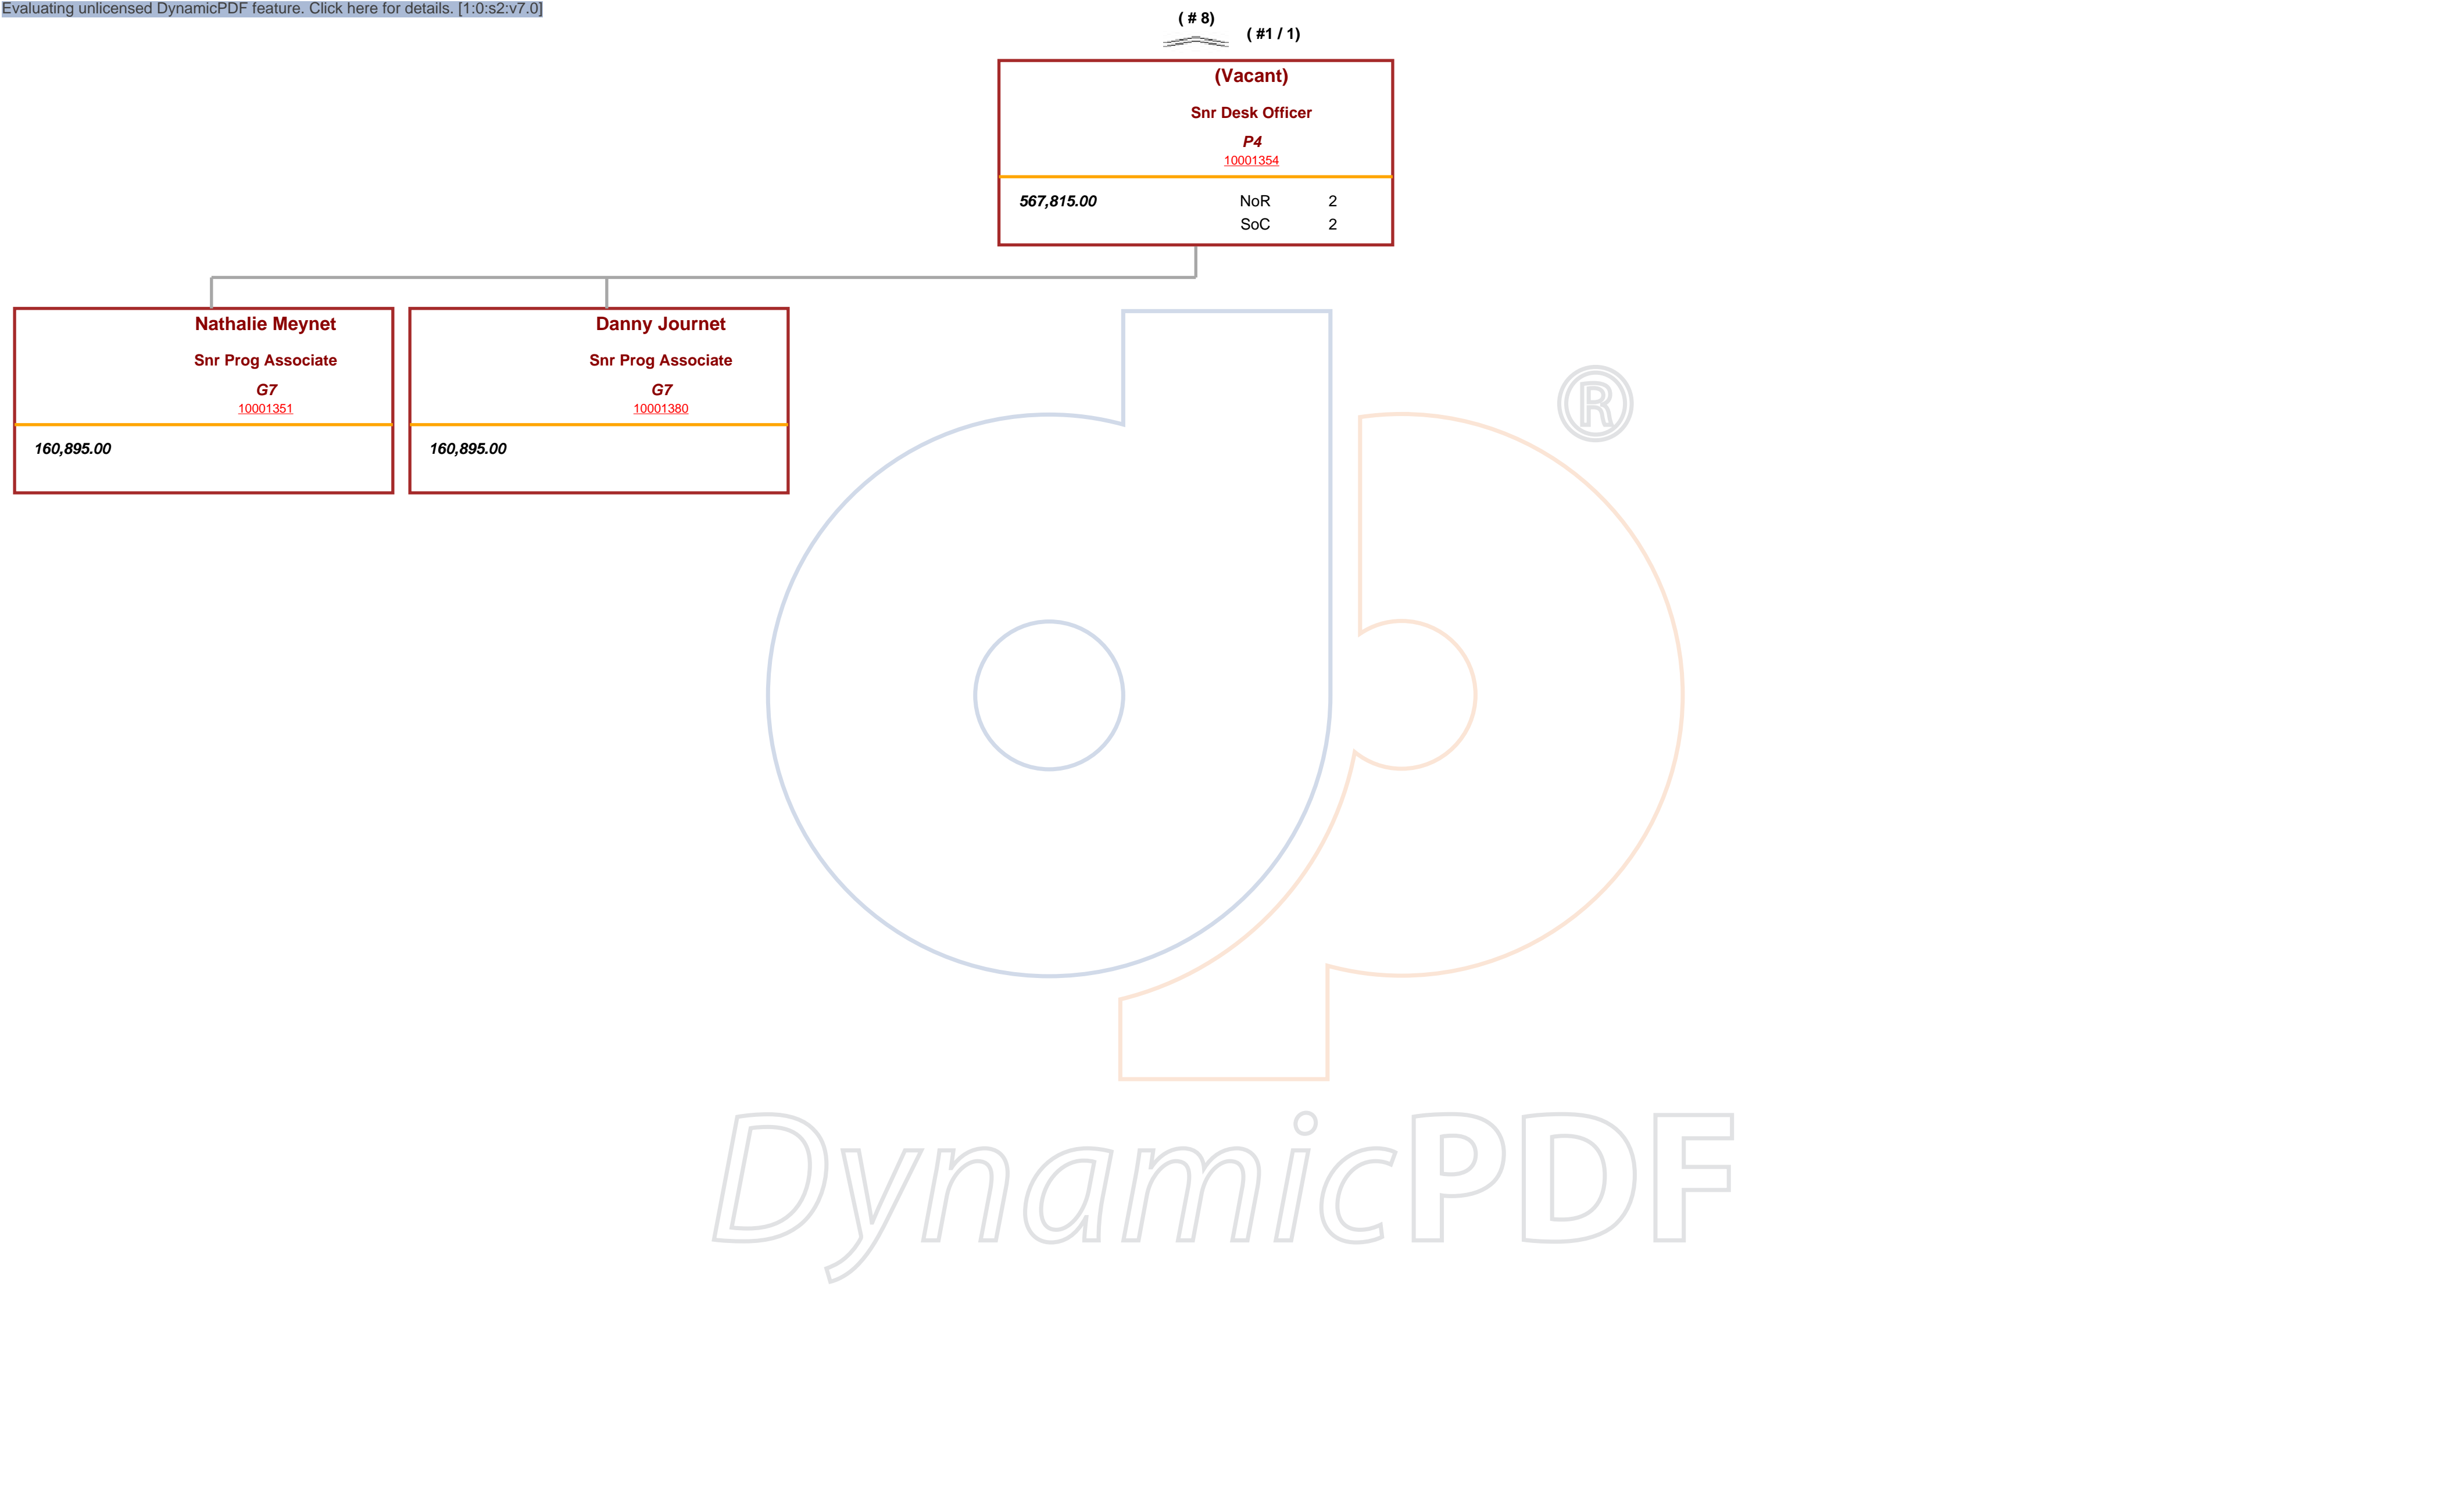 Evaluating unlicensed DynamicPDF feature. Click here for details. [1:0:s2:v7.0]
( # 8)
( #1 / 1)
(Vacant)
Snr Desk Officer
P4
10001354
567,815.00 NoR 2
SoC 2
Nathalie Meynet
Snr Prog Associate
G7
10001351
160,895.00
Danny Journet
Snr Prog Associate
G7
10001380
160,895.00
®
DynamicPDF